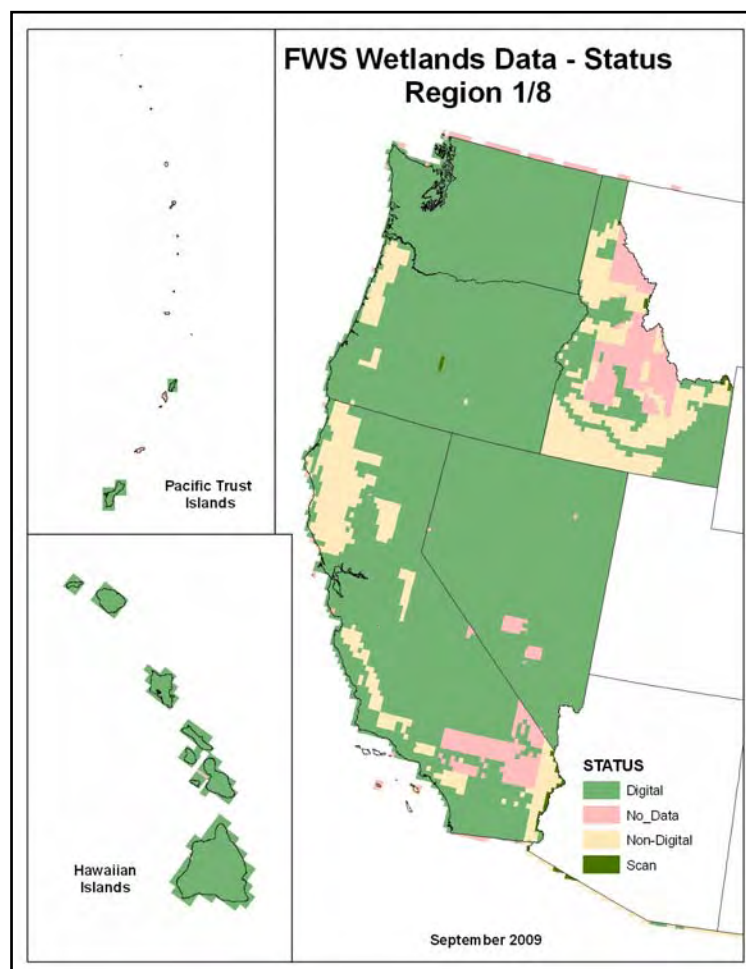 FWS Wetlands Data - Status
Region 1/8
Pacific Trust
Islands
Hawaiian
Islands
STATUS
Digital
No_Data
Non-Digital
Scan
September 2009